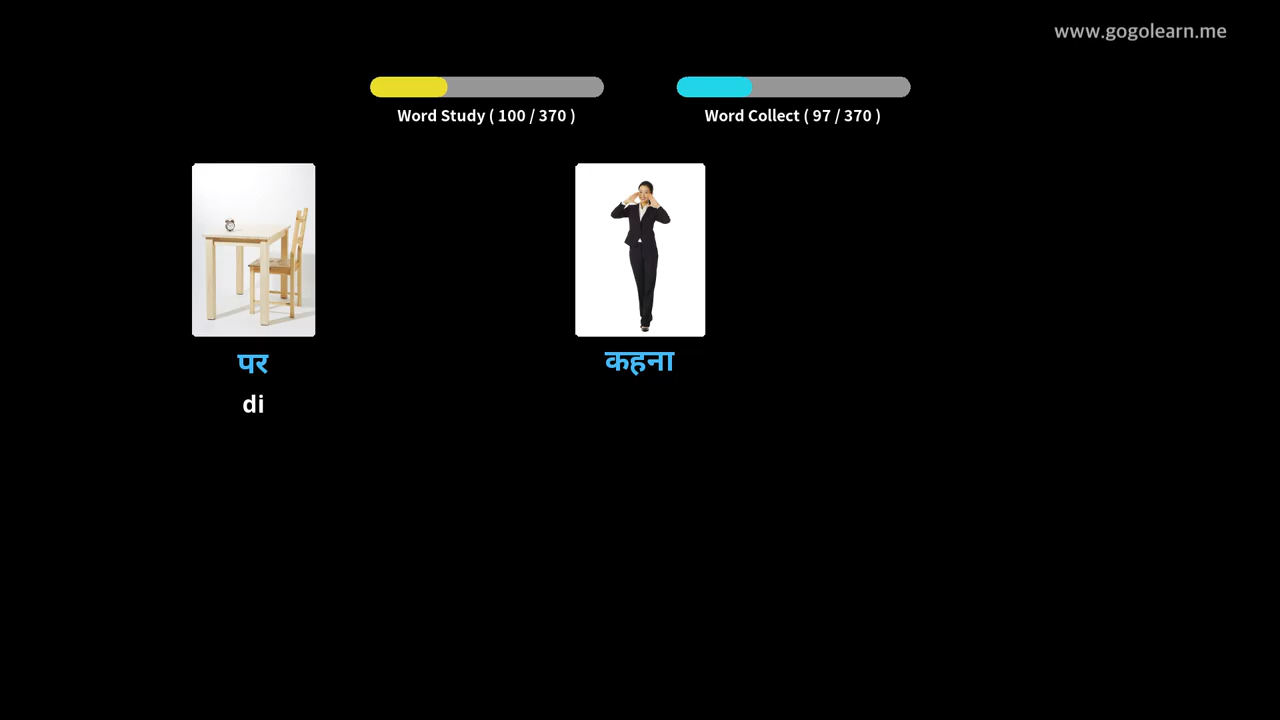 www.gogolearn.me
Word Study ( 100 / 370 )
Word Collect ( 97 / 370 )
पर
di
कहना